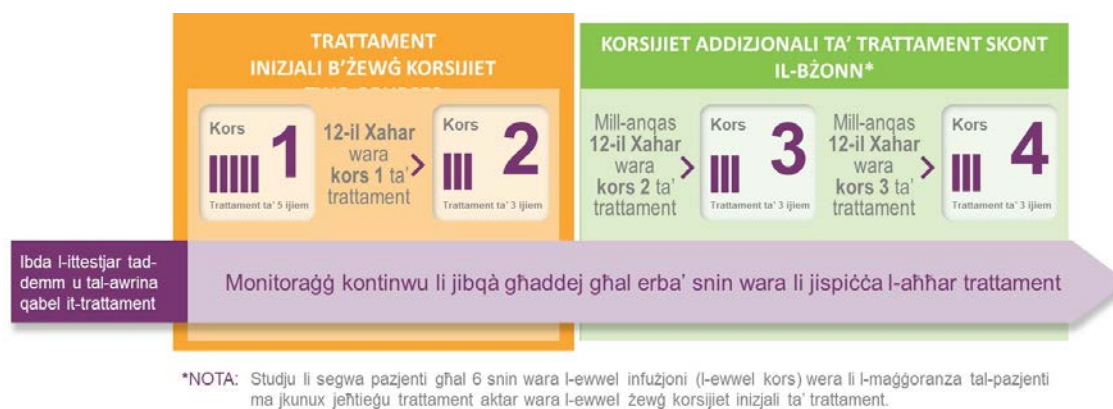 TRATTAMENT
INIZJALI B'ŻEWĠ KORSIJIET
KORSIJIET ADDIZJONALI TA' TRATTAMENT SKONT
IL-BŻONN*
Kors
1
Trattament ta' 5 ijiem
12-il Xahar
wara
kors 1 ta'
trattament
Kors
2
Trattament ta' 3 ijiem
Mill-anqas
12-il Xahar
wara
kors 2 ta'
trattament
Kors
3
Trattament ta' 3 ijiem
Mill-anqas
12-il Xahar
wara
kors 3 ta'
trattament
Kors
4
Trattament ta' 3 ijiem
Ibda l-ittestjar tad-
demm u tal-awrina
qabel it-trattament
Monitoraġġ kontinwu li jibqà għaddej għal erba' snin wara li jispiċċa l-aħħar trattament
*NOTA: Studju li segwa pazjenti għal 6 snin wara l-ewwel infużjoni (l-ewwel kors) wera li l-maġġoranza tal-pazjenti
ma jkunux jeħtieġu trattament aktar wara l-ewwel żewġ korsijiet inizjali ta' trattament.